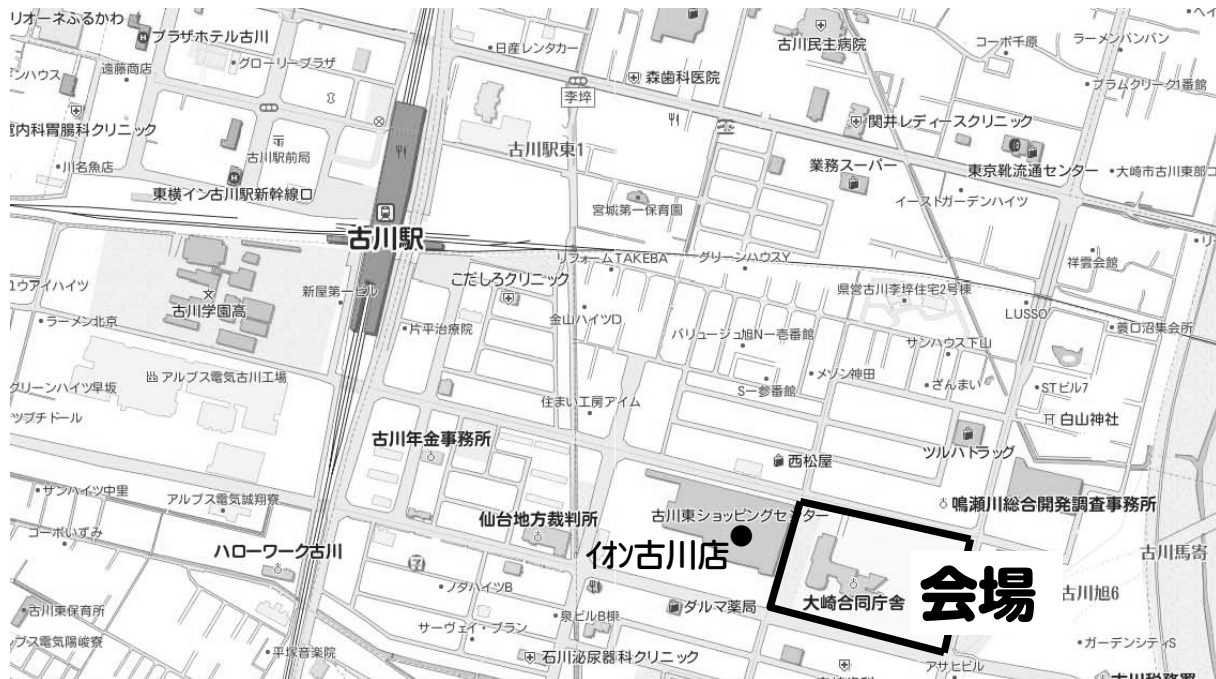 リオーネふるかわ
プラザホテル古川
日産レンタカー
古川民主病院
コーポ千原
ラーメンバンバン
遠藤商店
グローリープラザ
森歯科医院
プラムクリーク1番館
李埣
内科胃腸科クリニック
古川駅前局
古川駅東1
関井レディースクリニック
川名魚店
業務スーパー
東京靴流通センター
大崎市古川東部コ
東横イン古川駅新幹線口
宮城第一保育園
イーストガーデンハイツ
古川駅
リフォームTAKEBA
グリーンハウスY
祥雲会館
こだしろクリニック
ユウアイハイツ
新屋第一ビル
県営古川李埣住宅2号棟
古川学園高
LUSSO
ラーメン北京
片平治療院
金山ハイツD
バリュージュ旭N一壱番館
サンハウス下山
蓑口沼集会所
アルプス電気古川工場
メゾン神田
グリーンハイツ早坂
S一参番館
ざんまい
STビル7
住まい工房アイム
ツプチドール
白山神社
古川年金事務所
ツルハドラッグ
西松屋
サンハイツ中里
アルプス電気誠翔寮
鳴瀬川総合開発調査事務所
仙台地方裁判所
古川東ショッピングセンター
コーポいずみ
ハローワーク古川
ｲｵﾝ古川店
古川馬寄
ノタハイツB
会場
古川旭6
大崎合同庁舎
ダルマ薬局
古川東保育所
泉ビルB棟
サーヴェイ・プラン
ルプス電気陽峻寮
平塚音楽院
石川泌尿器科クリニック
ガーデンシティS
アサヒビル
古川税務署